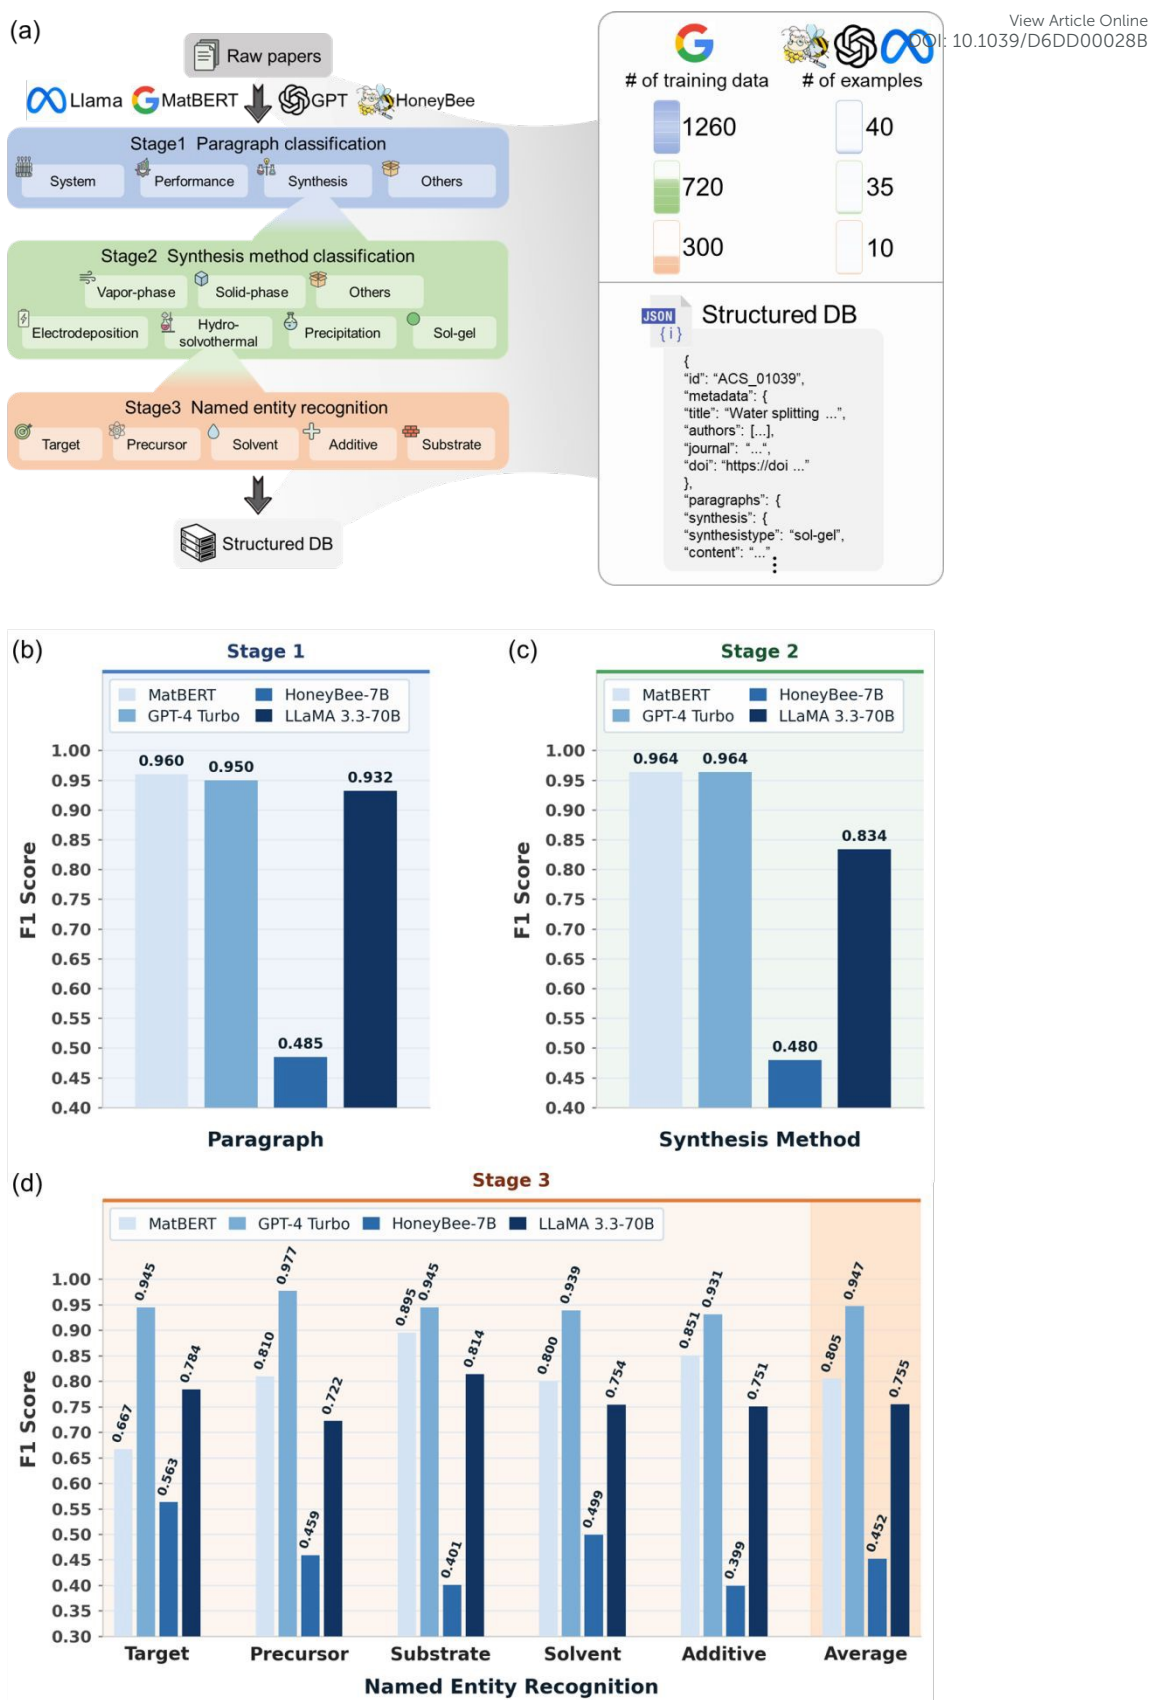 View Article Online
DOI: 10.1039/D6DD00028B
(a)
Raw papers
Llama MatBERT GPT HoneyBee
Stage1 Paragraph classification
System Performance Synthesis Others
Stage2 Synthesis method classification
Vapor-phase Solid-phase Others
Electrodeposition Hydro-solvothermal Precipitation Sol-gel
Stage3 Named entity recognition
Target Precursor Solvent Additive Substrate
Structured DB
# of training data # of examples
1260 40
720 35
300 10
JSON
{i}
Structured DB
{
“id”: “ACS_01039”,
“metadata”: {
“title”: “Water splitting ...”,
“authors”: [...],
“journal”: “...”,
“doi”: “https://doi ...”
},
“paragraphs”: {
“synthesis”: {
“synthesistype”: “sol-gel”,
“content”: “...”
⋮
(b)
Stage 1
MatBERT HoneyBee-7B
GPT-4 Turbo LLaMA 3.3-70B
F1 Score
1.00
0.95
0.90
0.85
0.80
0.75
0.70
0.65
0.60
0.55
0.50
0.45
0.40
0.960 0.950 0.485 0.932
Paragraph
(c)
Stage 2
MatBERT HoneyBee-7B
GPT-4 Turbo LLaMA 3.3-70B
F1 Score
1.00
0.95
0.90
0.85
0.80
0.75
0.70
0.65
0.60
0.55
0.50
0.45
0.40
0.964 0.964 0.480 0.834
Synthesis Method
(d)
Stage 3
MatBERT GPT-4 Turbo HoneyBee-7B LLaMA 3.3-70B
F1 Score
1.00
0.95
0.90
0.85
0.80
0.75
0.70
0.65
0.60
0.55
0.50
0.45
0.40
0.35
0.30
0.667 0.945 0.563 0.784
0.810 0.977 0.459 0.722
0.895 0.945 0.401 0.814
0.800 0.939 0.499 0.754
0.851 0.931 0.399 0.751
0.805 0.947 0.452 0.755
Target Precursor Substrate Solvent Additive Average
Named Entity Recognition